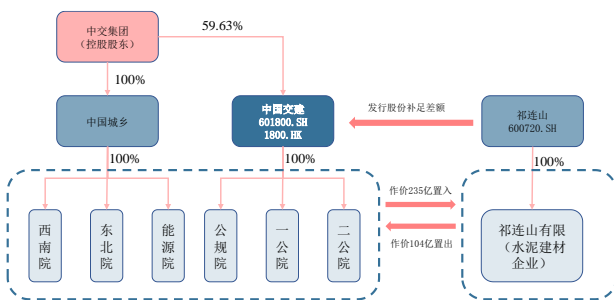 中交集团
（控股股东）
59.63%
100%
中国城乡
中国交建
601800.SH
1800.HK
发行股份补足差额
祁连山
600720.SH
100%
100%
100%
西南院
东北院
能源院
公规院
一公院
二公院
作价235亿置入
作价104亿置出
祁连山有限
（水泥建材
企业）